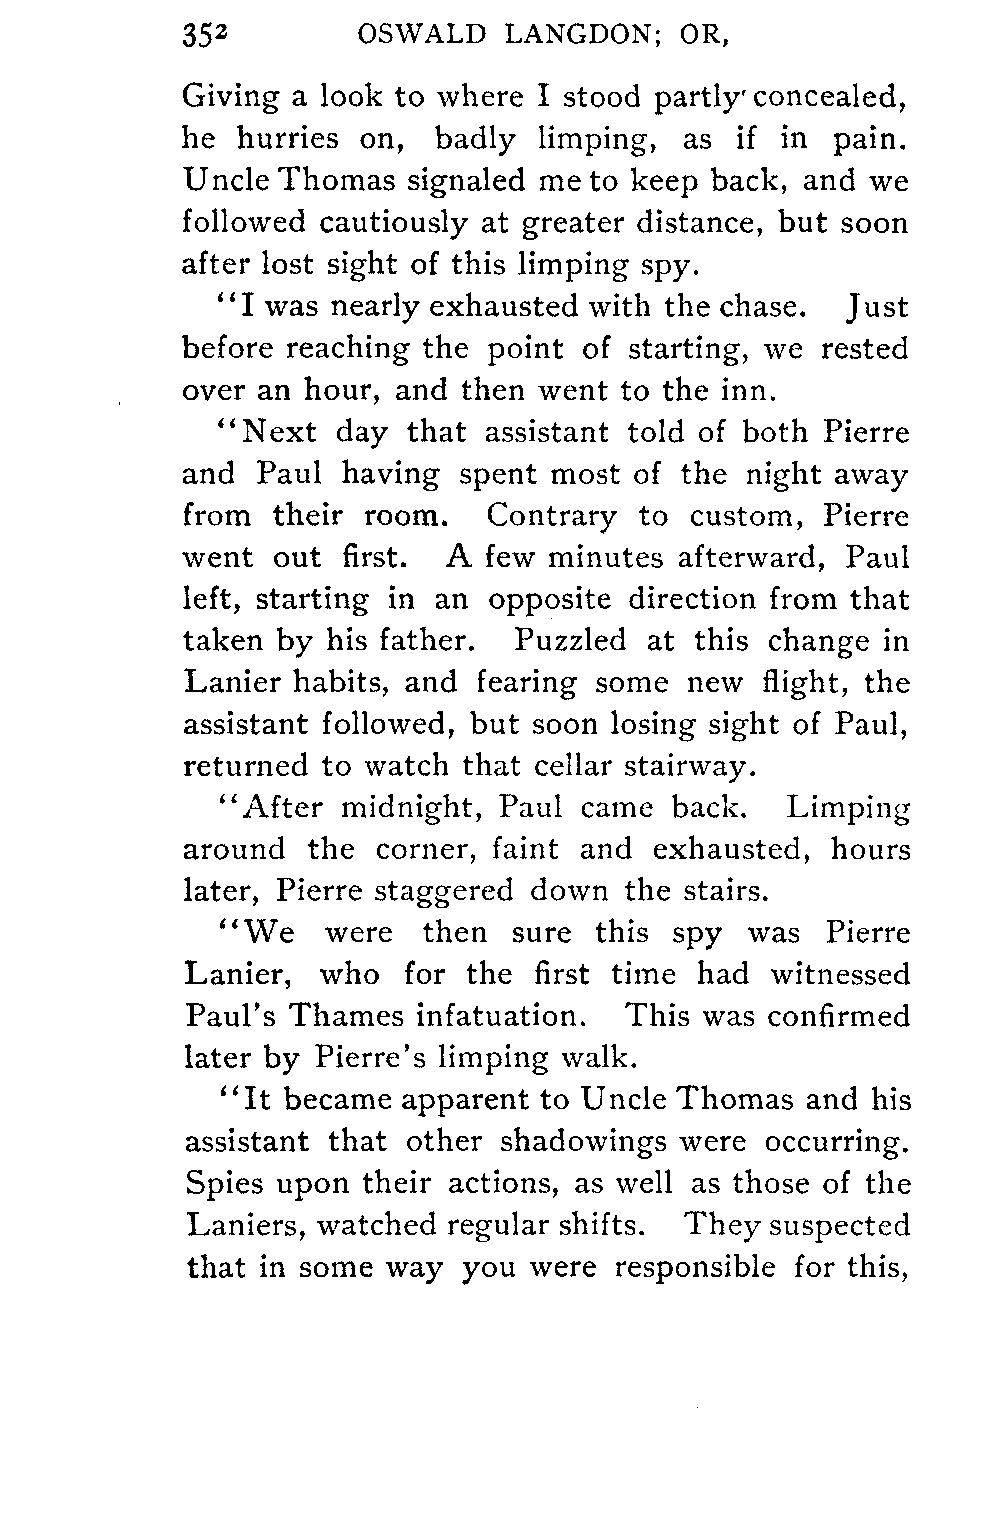 352 OSWALD LANGDON; OR,
Giving a look to where I stood partly concealed,
he hurries on, badly limping, as if in pain.
Uncle Thomas signaled me to keep back, and we
followed cautiously at greater distance, but soon
after lost sight of this limping spy.
"I was nearly exhausted with the chase. Just
before reaching the point of starting, we rested
over an hour, and then went to the inn.
"Next day that assistant told of both Pierre
and Paul having spent most of the night away
from their room. Contrary to custom, Pierre
went out first. A few minutes afterward, Paul
left, starting in an opposite direction from that
taken by his father. Puzzled at this change in
Lanier habits, and fearing some new flight, the
assistant followed, but soon losing sight of Paul,
returned to watch that cellar stairway.
"After midnight, Paul came back. Limping
around the corner, faint and exhausted, hours
later, Pierre staggered down the stairs.
"We were then sure this spy was Pierre
Lanier, who for the first time had witnessed
Paul's Thames infatuation. This was confirmed
later by Pierre's limping walk.
"It became apparent to Uncle Thomas and his
assistant that other shadowings were occurring.
Spies upon their actions, as well as those of the
Laniers, watched regular shifts. They suspected
that in some way you were responsible for this,